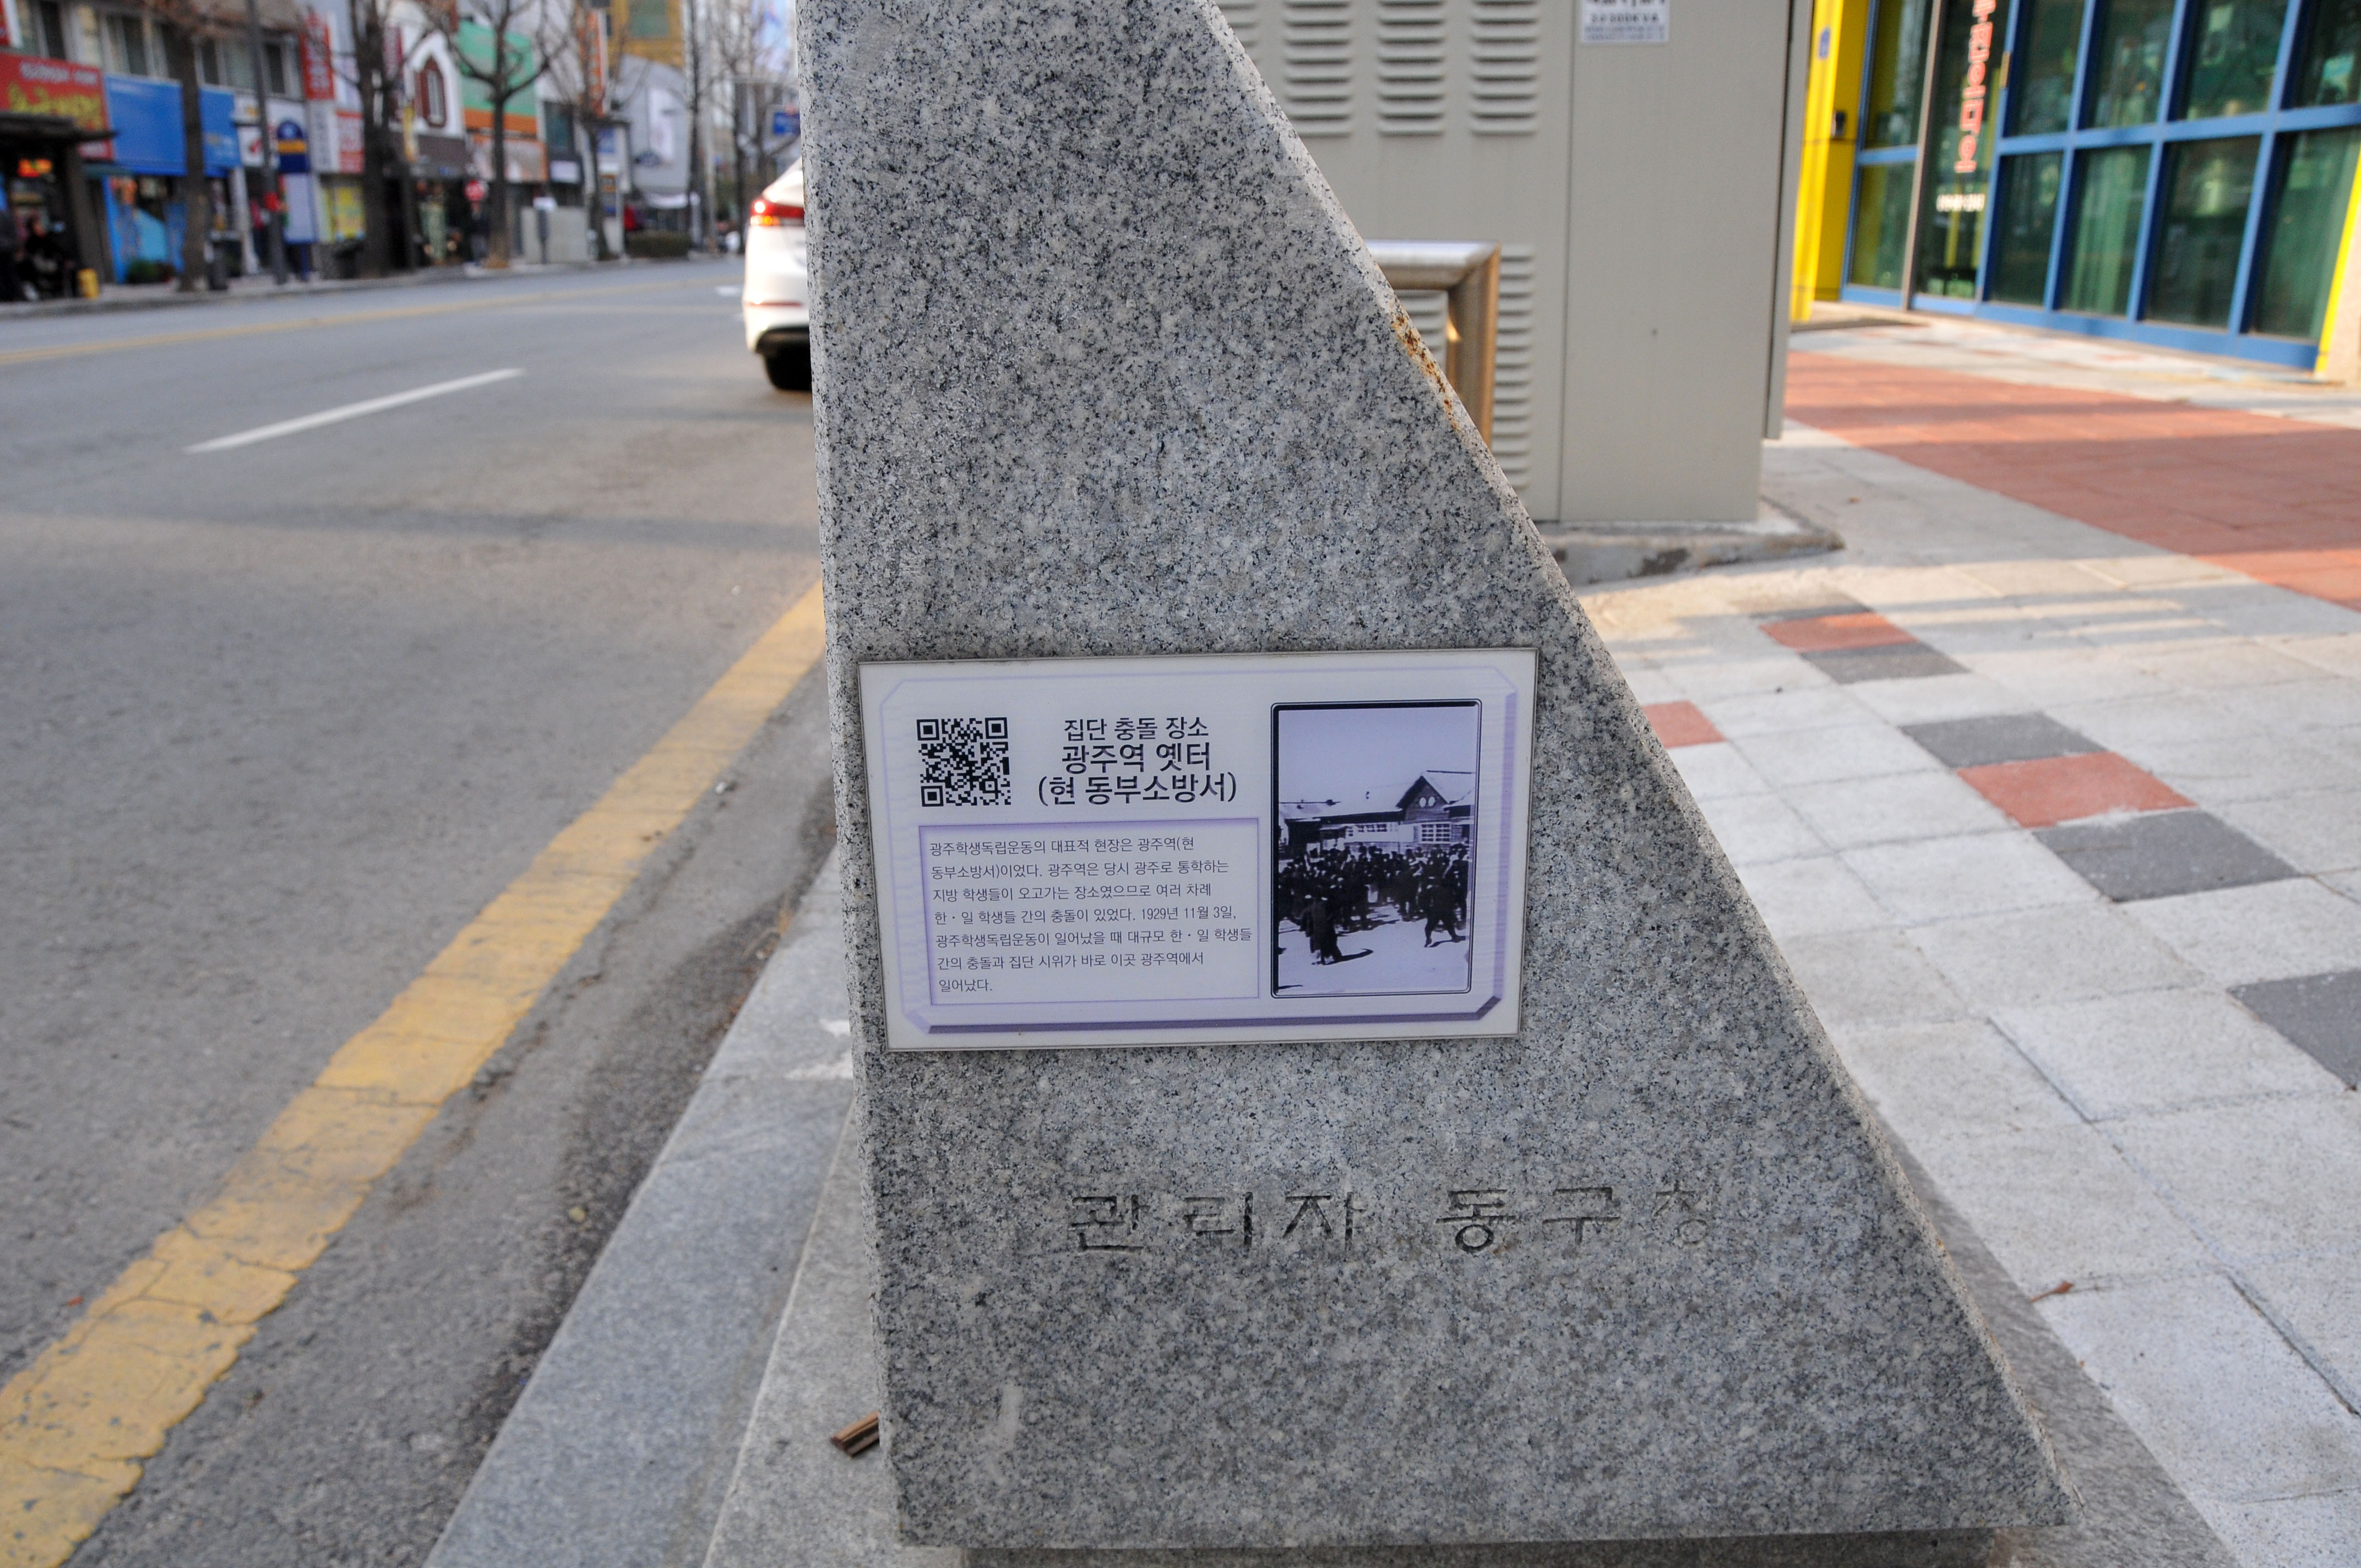 집단 충돌 장소
광주역 옛터
(현 동부소방서)
광주학생독립운동의 대표적 현장은 광주역(현
동부소방서)이었다. 광주역은 당시 광주로 통학하는
지방 학생들이 오고가는 장소였으므로 여러 차례
한·일 학생들 간의 충돌이 있었다. 1929년 11월 3일,
광주학생독립운동이 일어났을 때 대규모 한·일 학생들
간의 충돌과 집단 시위가 바로 이곳 광주역에서
일어났다.
관리자 동구청